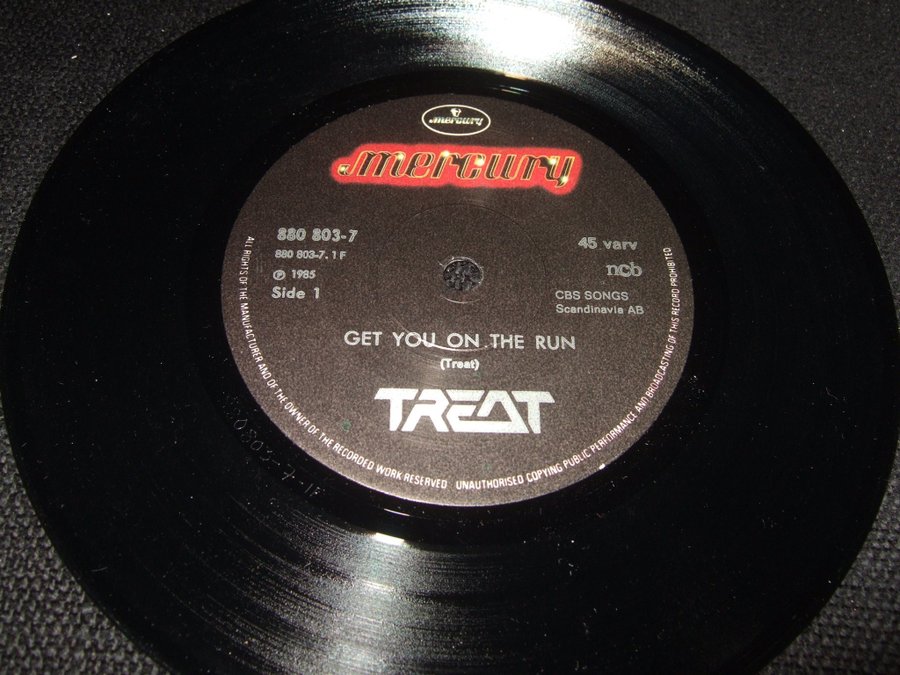 mercury
mercury
880 803-7
45 varv
880 803-7. 1 F
ncb
℗ 1985
Side 1
CBS SONGS
Scandinavia AB
GET YOU ON THE RUN
(Treat)
TREAT
ALL RIGHTS OF THE MANUFACTURER AND OF THE OWNER OF THE RECORDED WORK RESERVED UNAUTHORISED COPYING PUBLIC PERFORMANCE AND BROADCASTING OF THIS RECORD PROHIBITED